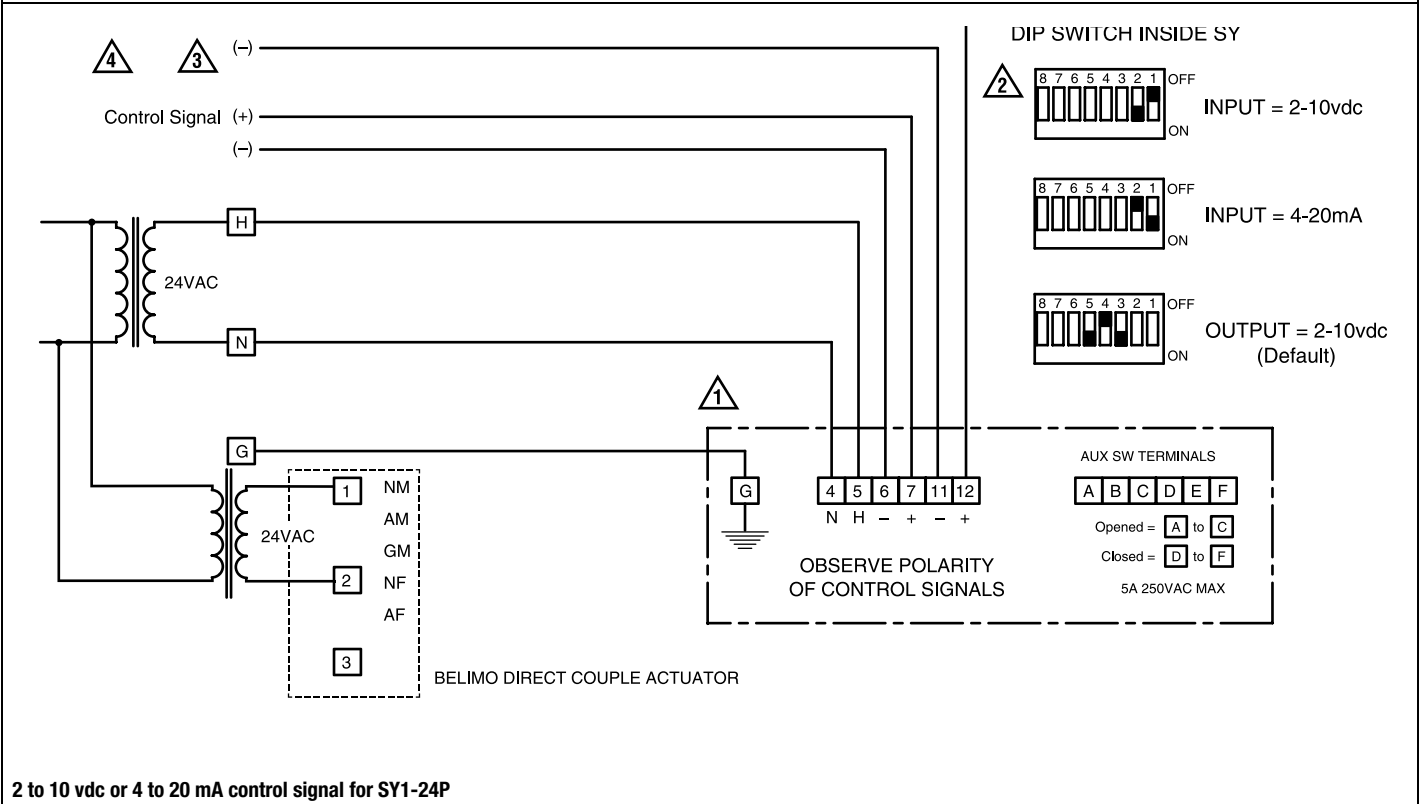 DIP SWITCH INSIDE SY
4 3 (–)
Control Signal (+)
(–)
2
8 7 6 5 4 3 2 1 OFF
INPUT = 2-10vdc
ON
8 7 6 5 4 3 2 1 OFF
INPUT = 4-20mA
ON
8 7 6 5 4 3 2 1 OFF
OUTPUT = 2-10vdc
(Default)
ON
H
24VAC
N
G
1
G
4 5 6 7 11 12
N H – + – +
OBSERVE POLARITY
OF CONTROL SIGNALS
AUX SW TERMINALS
A B C D E F
Opened = A to C
Closed = D to F
5A 250VAC MAX
24VAC
1 NM
AM
GM
2 NF
AF
3
BELIMO DIRECT COUPLE ACTUATOR
2 to 10 vdc or 4 to 20 mA control signal for SY1-24P